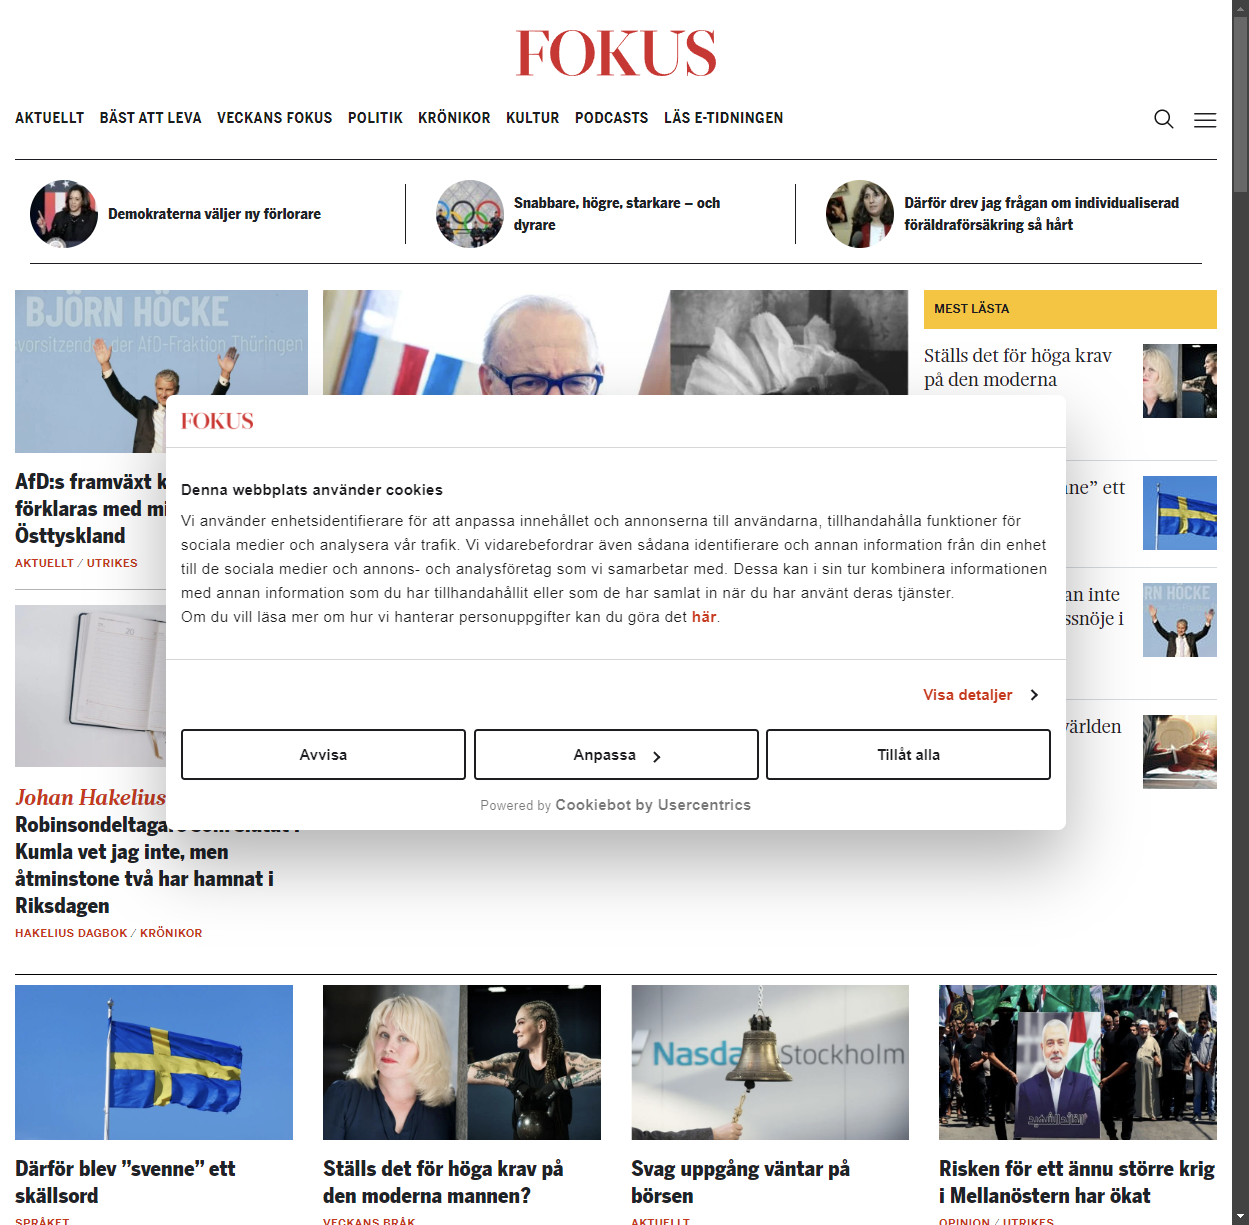 FOKUS
AKTUELLT BÄST ATT LEVA VECKANS FOKUS POLITIK KRÖNIKOR KULTUR PODCASTS LÄS E-TIDNINGEN
Demokraterna väljer ny förlorare
Snabbare, högre, starkare – och
dyrare
Därför drev jag frågan om individualiserad
föräldraförsäkring så hårt
BJÖRN HÖCKE
der AfD-Fraktion Thüringen
AfD:s framväxt k
förklaras med mi
Östtyskland
AKTUELLT / UTRIKES
20
Johan Hakelius
Robinsondeltagare som slutat i
Kumla vet jag inte, men
åtminstone två har hamnat i
Riksdagen
HAKELIUS DAGBOK / KRÖNIKOR
MEST LÄSTA
Ställs det för höga krav
på den moderna
ne” ett
an inte
ssnöje i
BJÖRN HÖCKE
världen
FOKUS
Denna webbplats använder cookies
Vi använder enhetsidentifierare för att anpassa innehållet och annonserna till användarna, tillhandahålla funktioner för
sociala medier och analysera vår trafik. Vi vidarebefordrar även sådana identifierare och annan information från din enhet
till de sociala medier och annons- och analysföretag som vi samarbetar med. Dessa kan i sin tur kombinera informationen
med annan information som du har tillhandahållit eller som de har samlat in när du har använt deras tjänster.
Om du vill läsa mer om hur vi hanterar personuppgifter kan du göra det här.
Visa detaljer
Avvisa
Anpassa
Tillåt alla
Powered by Cookiebot by Usercentrics
Nasda Stockholm
Därför blev ”svenne” ett
skällsord
SPRÅKET
Ställs det för höga krav på
den moderna mannen?
VECKANS BRÅK
Svag uppgång väntar på
börsen
AKTUELLT
Risken för ett ännu större krig
i Mellanöstern har ökat
OPINION / UTRIKES